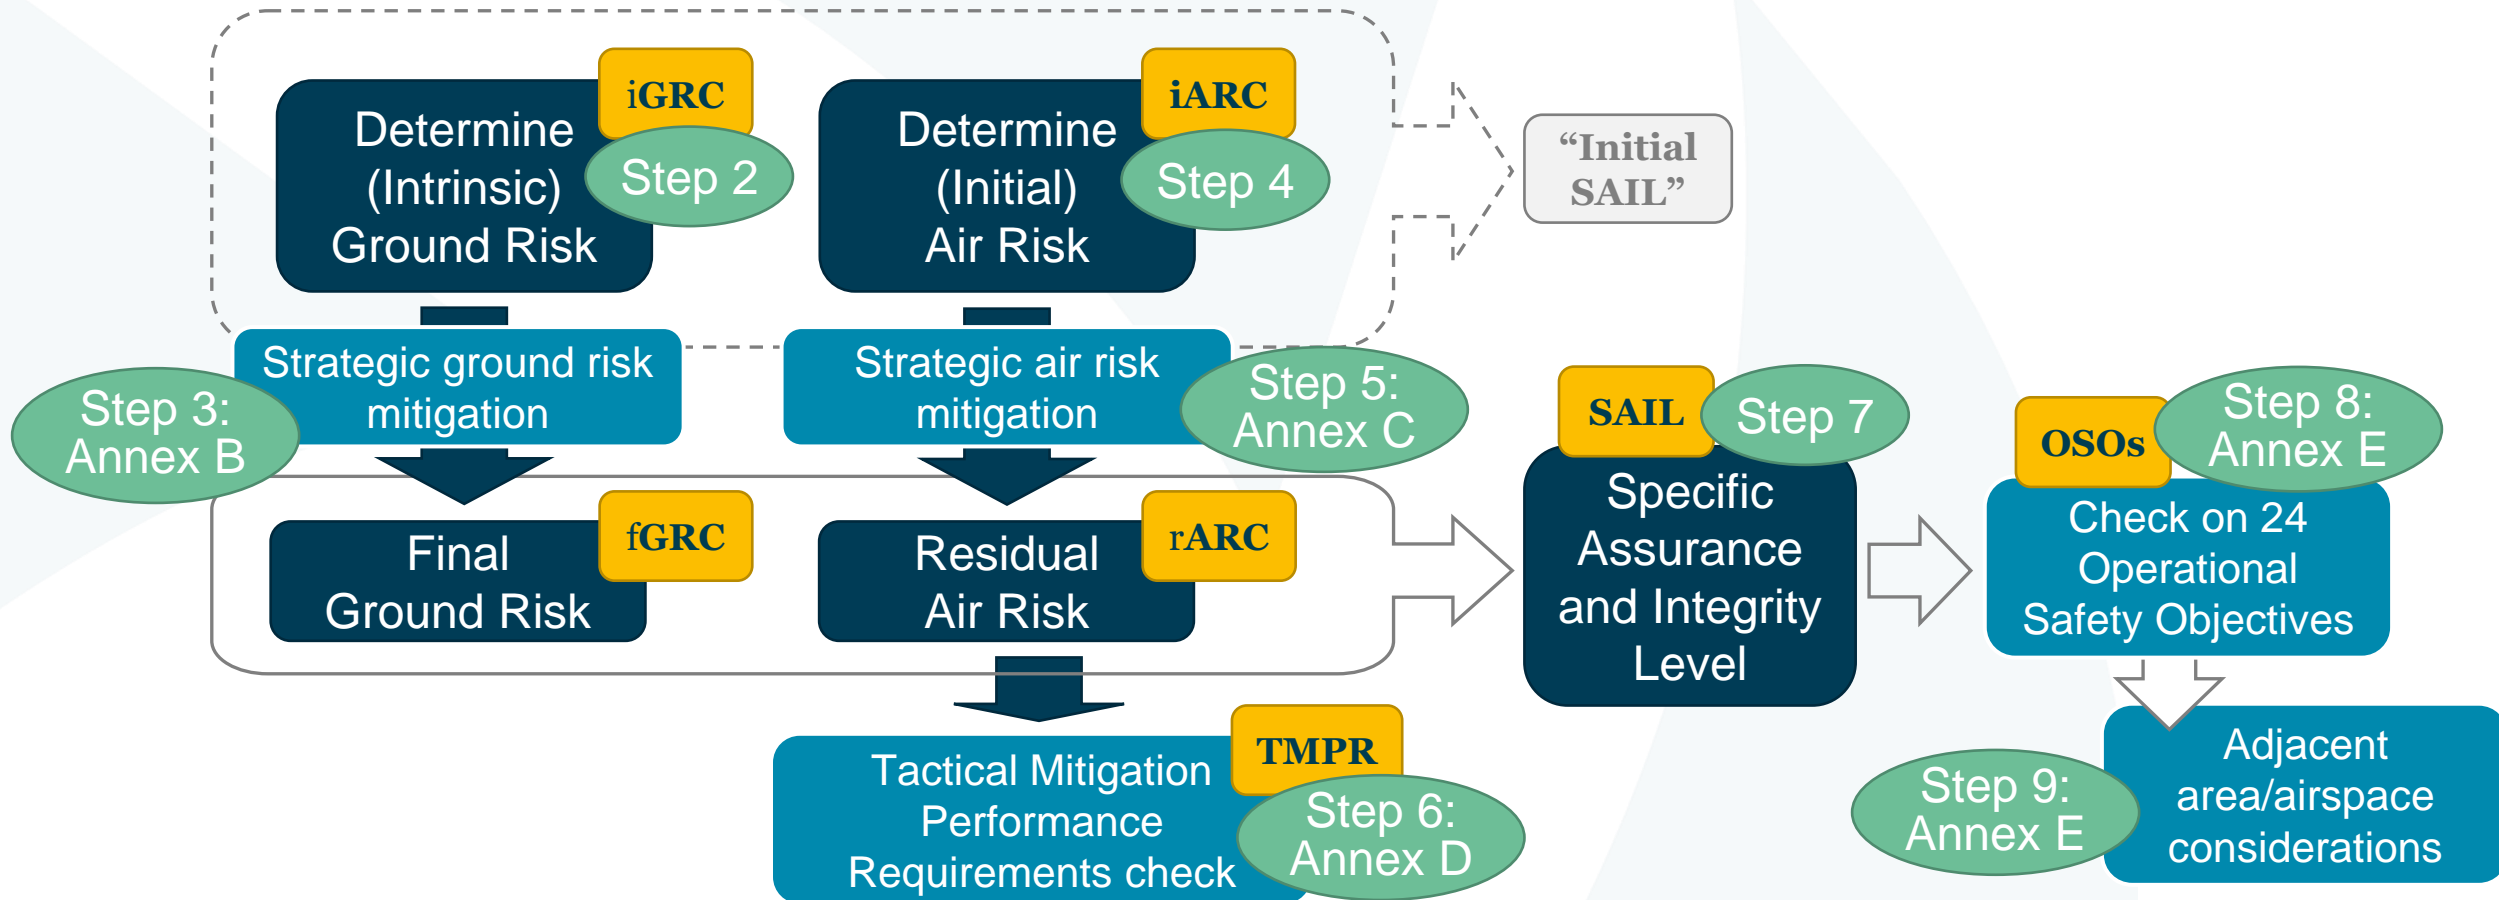 iGRC
Determine
(Intrinsic)
Ground Risk
Step 2
iARC
Determine
(Initial)
Air Risk
Step 4
“Initial
SAIL”
Strategic ground risk
mitigation
Step 3:
Annex B
Strategic air risk
mitigation
Step 5:
Annex C
fGRC
Final
Ground Risk
rARC
Residual
Air Risk
SAIL
Step 7
Specific
Assurance
and Integrity
Level
OSOs
Step 8:
Annex E
Check on 24
Operational
Safety Objectives
TMPR
Tactical Mitigation
Performance
Requirements check
Step 6:
Annex D
Step 9:
Annex E
Adjacent
area/airspace
considerations